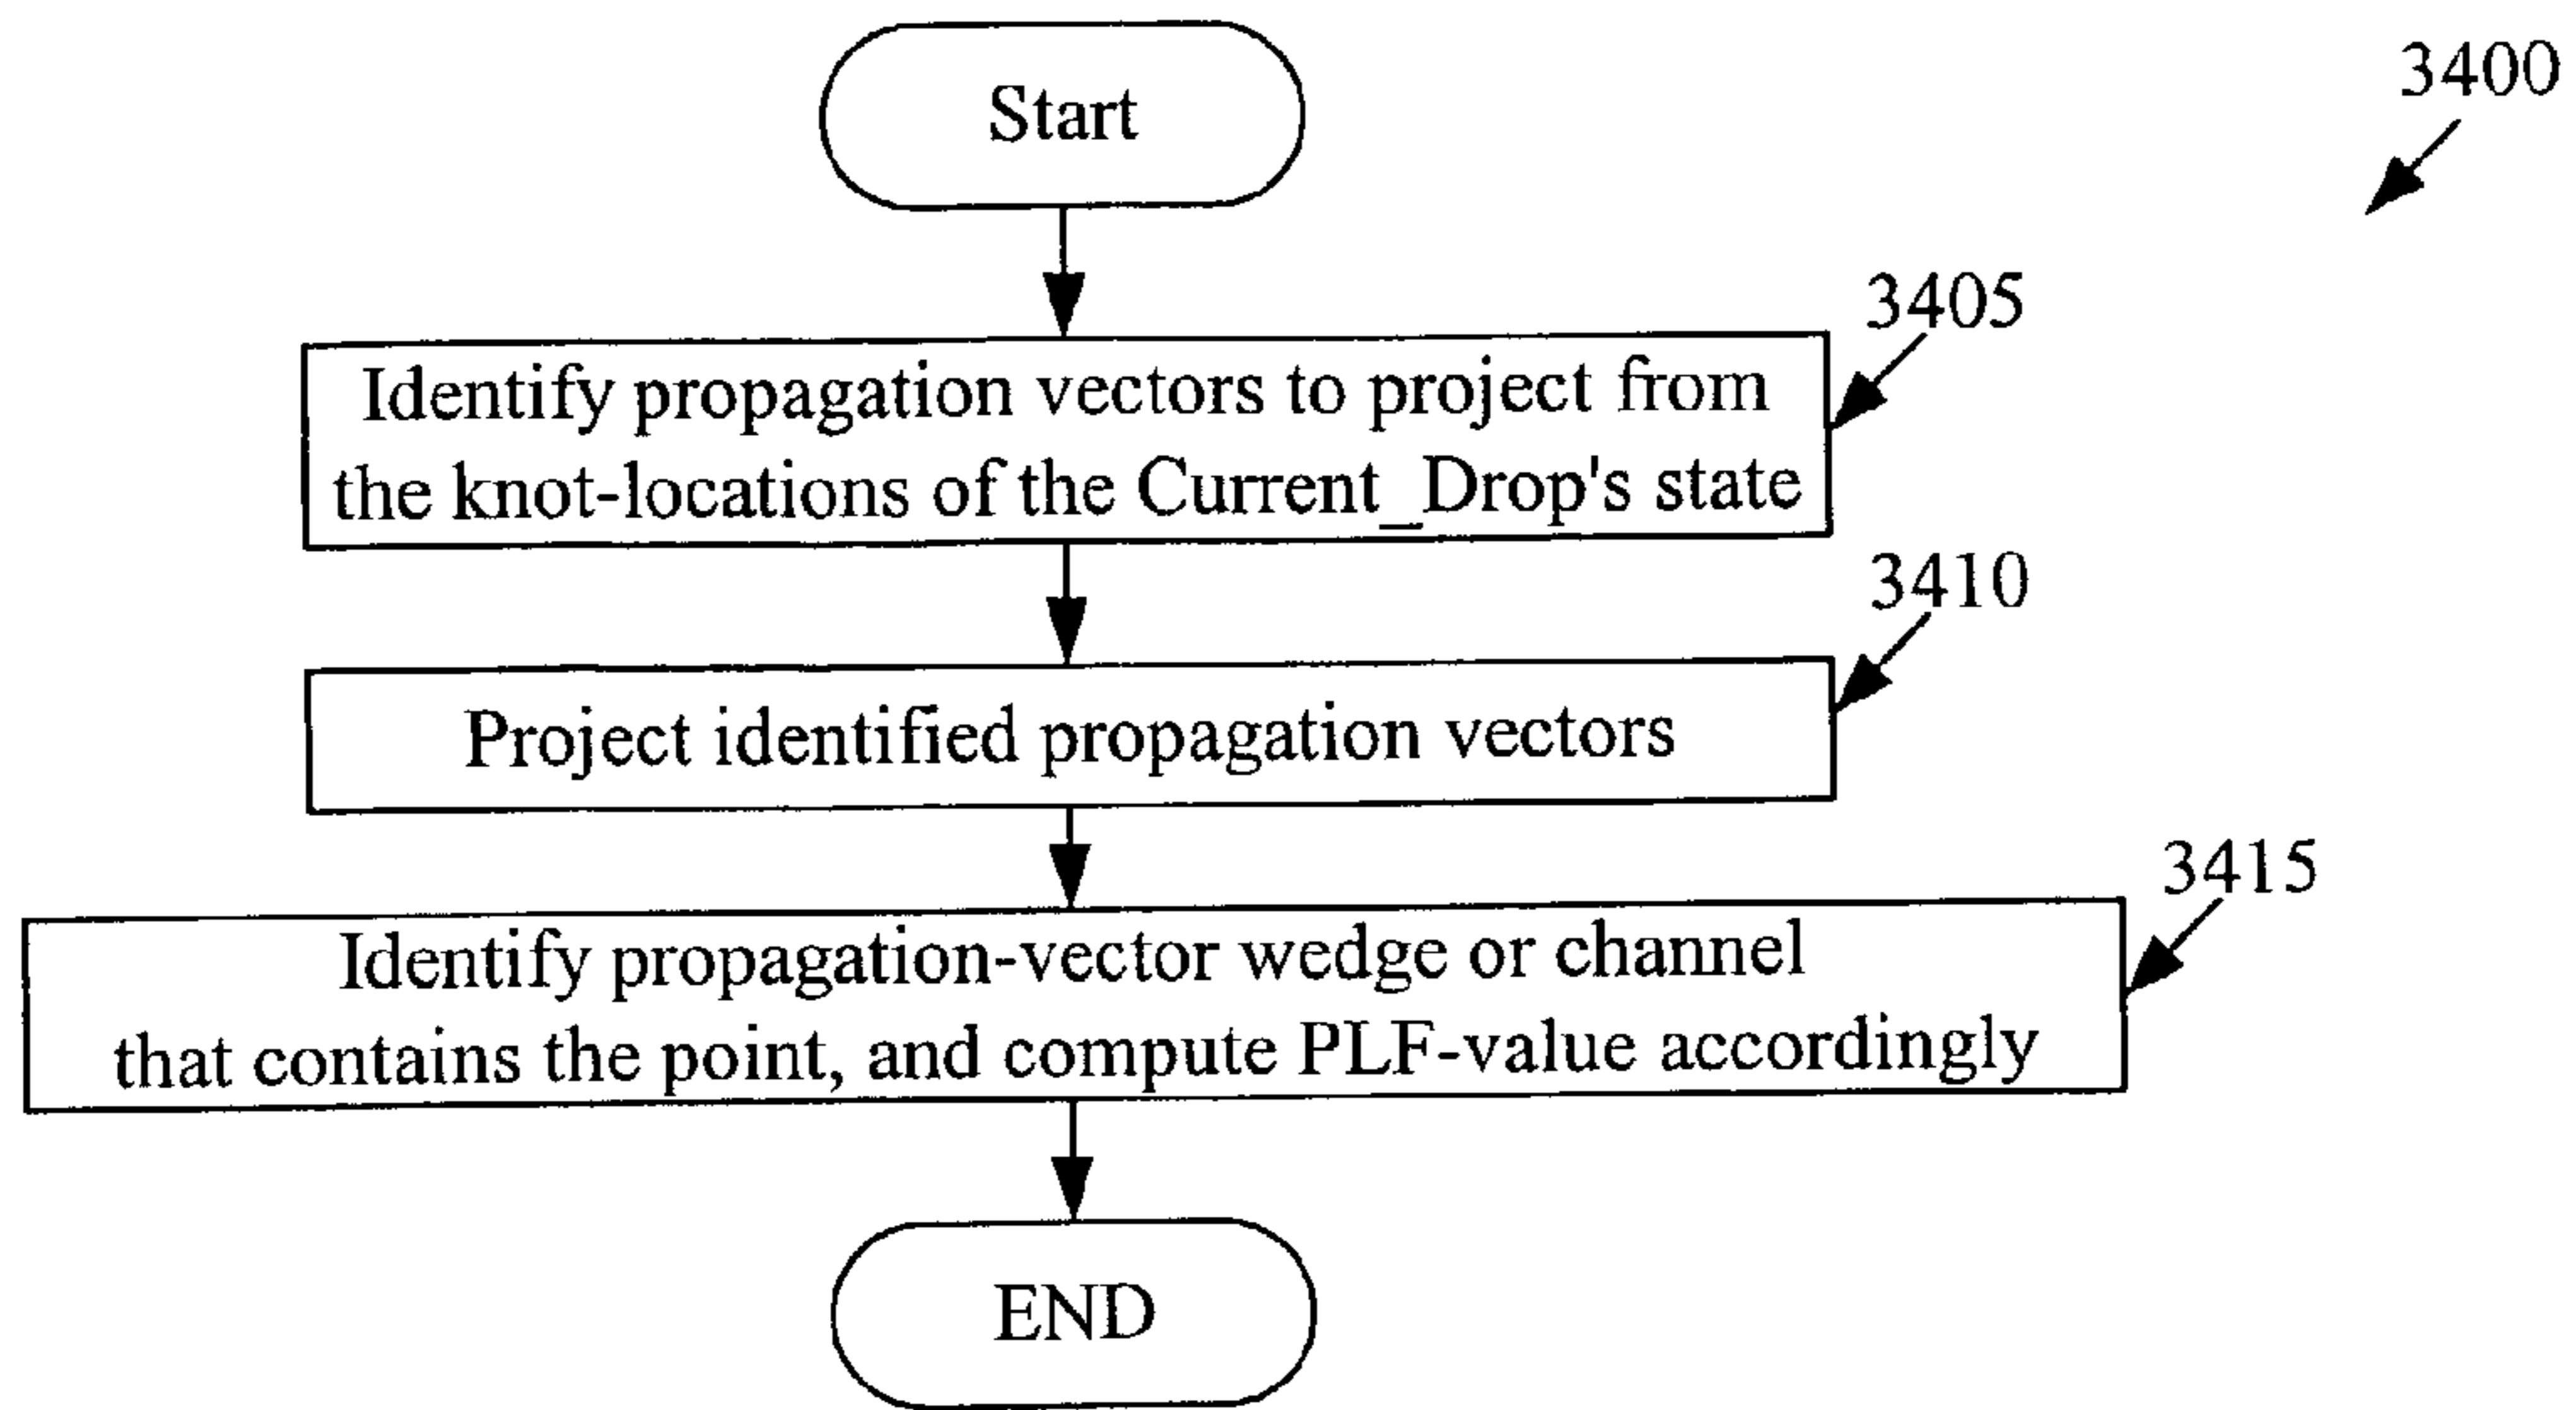 Start
3400
3405
Identify propagation vectors to project from
the knot-locations of the Current_Drop's state
3410
Project identified propagation vectors
3415
Identify propagation-vector wedge or channel
that contains the point, and compute PLF-value accordingly
END